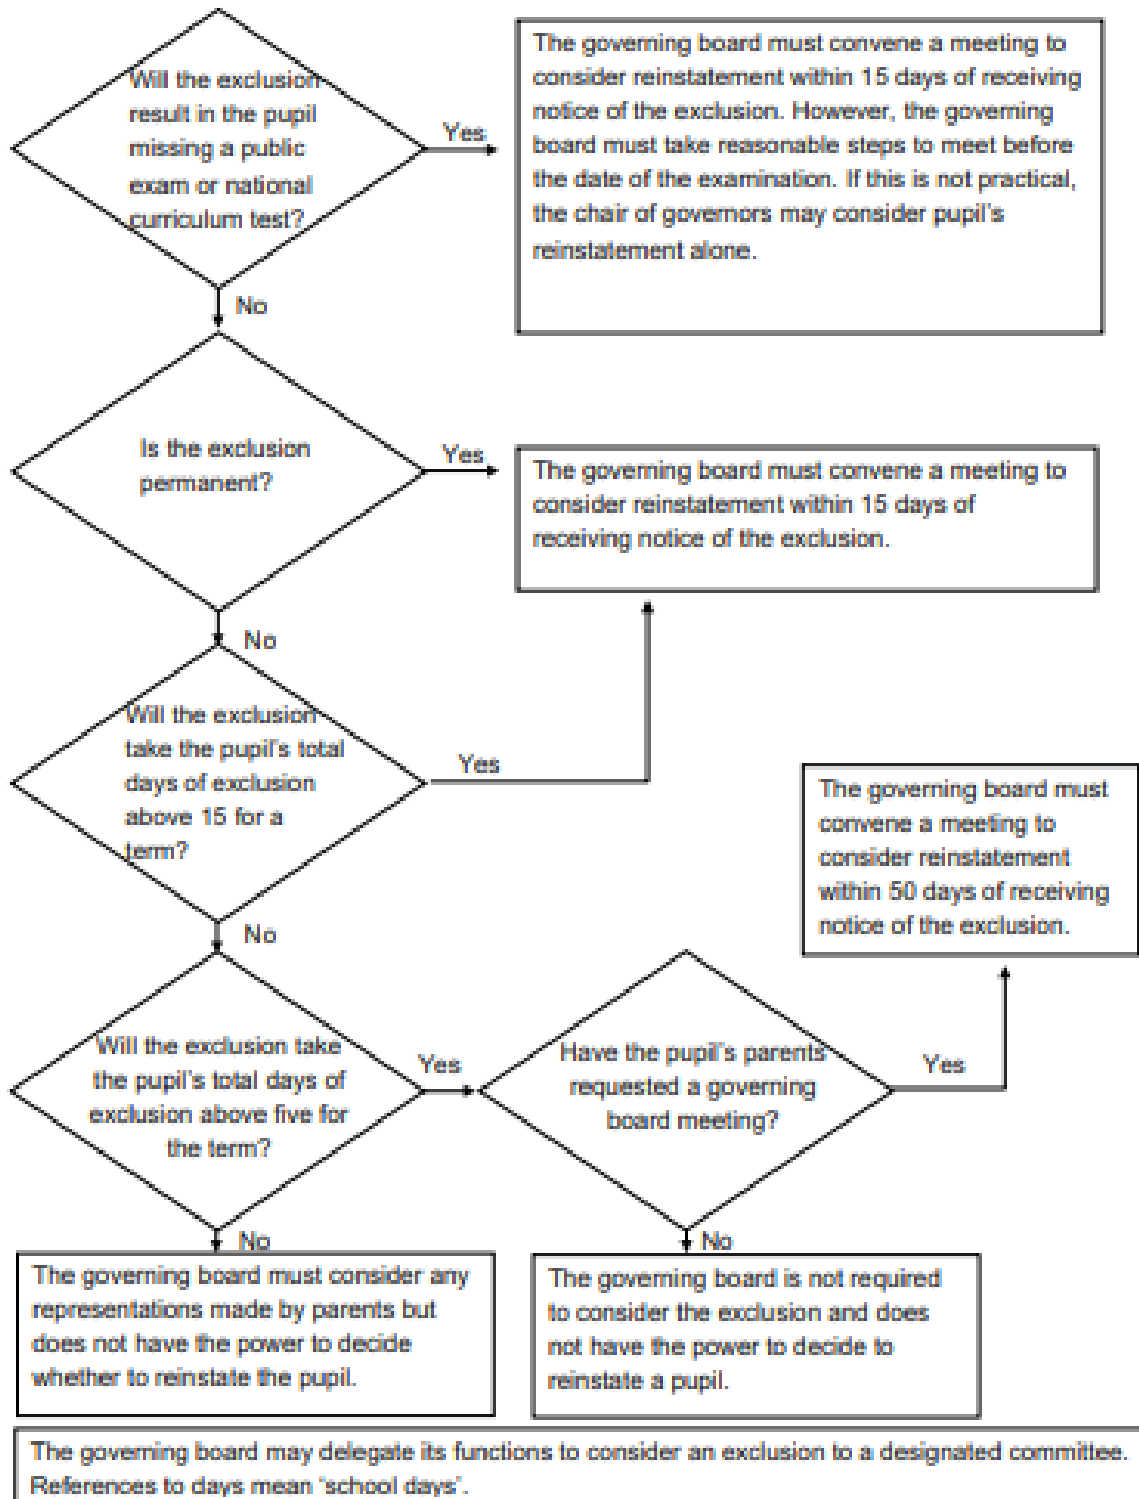 Will the exclusion
result in the pupil
missing a public
exam or national
curriculum test?
Yes
The governing board must convene a meeting to
consider reinstatement within 15 days of receiving
notice of the exclusion. However, the governing
board must take reasonable steps to meet before
the date of the examination. If this is not practical,
the chair of governors may consider pupil's
reinstatement alone.
No
Is the exclusion
permanent?
Yes
The governing board must convene a meeting to
consider reinstatement within 15 days of
receiving notice of the exclusion.
No
Will the exclusion
take the pupil's total
days of exclusion
above 15 for a
term?
Yes
The governing board must
convene a meeting to
consider reinstatement
within 50 days of receiving
notice of the exclusion.
No
Will the exclusion take
the pupil's total days of
exclusion above five for
the term?
Yes
Have the pupil's parents
requested a governing
board meeting?
Yes
No
The governing board must consider any
representations made by parents but
does not have the power to decide
whether to reinstate the pupil.
No
The governing board is not required
to consider the exclusion and does
not have the power to decide to
reinstate a pupil.
The governing board may delegate its functions to consider an exclusion to a designated committee.
References to days mean 'school days'.